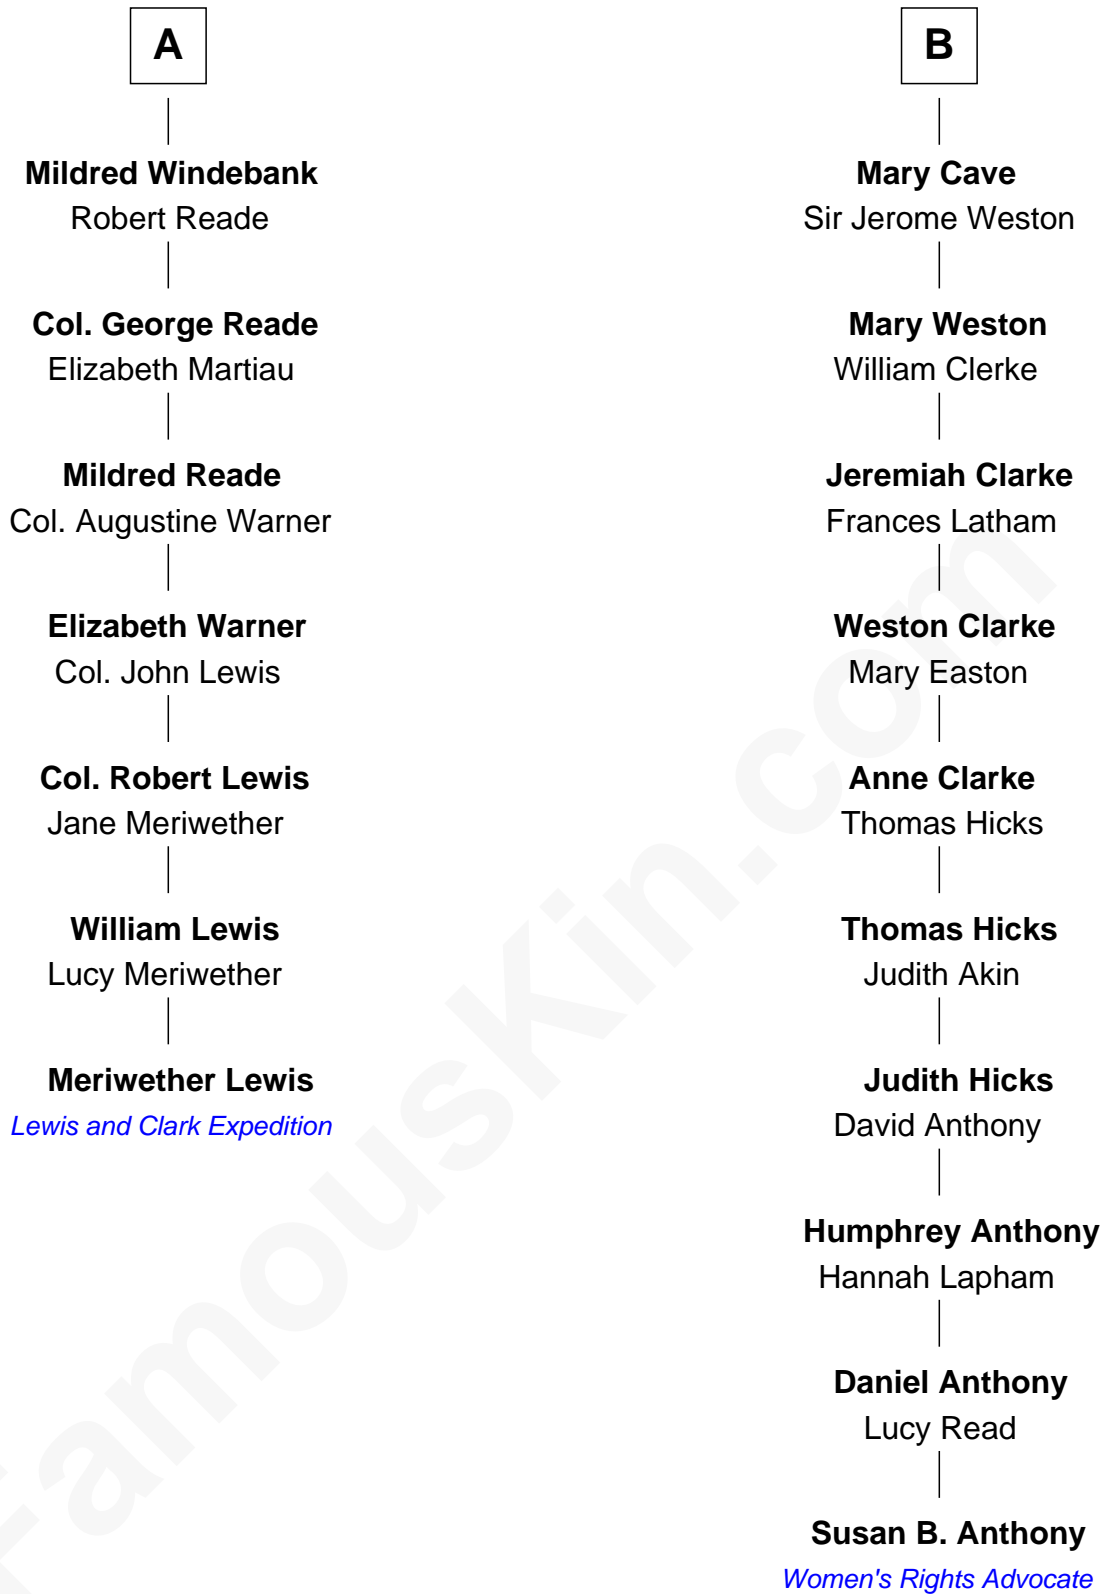 A
Mildred Windebank
Robert Reade
Col. George Reade
Elizabeth Martiau
Mildred Reade
Col. Augustine Warner
Elizabeth Warner
Col. John Lewis
Col. Robert Lewis
Jane Meriwether
William Lewis
Lucy Meriwether
Meriwether Lewis
Lewis and Clark Expedition
B
Mary Cave
Sir Jerome Weston
Mary Weston
William Clerke
Jeremiah Clarke
Frances Latham
Weston Clarke
Mary Easton
Anne Clarke
Thomas Hicks
Thomas Hicks
Judith Akin
Judith Hicks
David Anthony
Humphrey Anthony
Hannah Lapham
Daniel Anthony
Lucy Read
Susan B. Anthony
Women's Rights Advocate
FamousKin.com